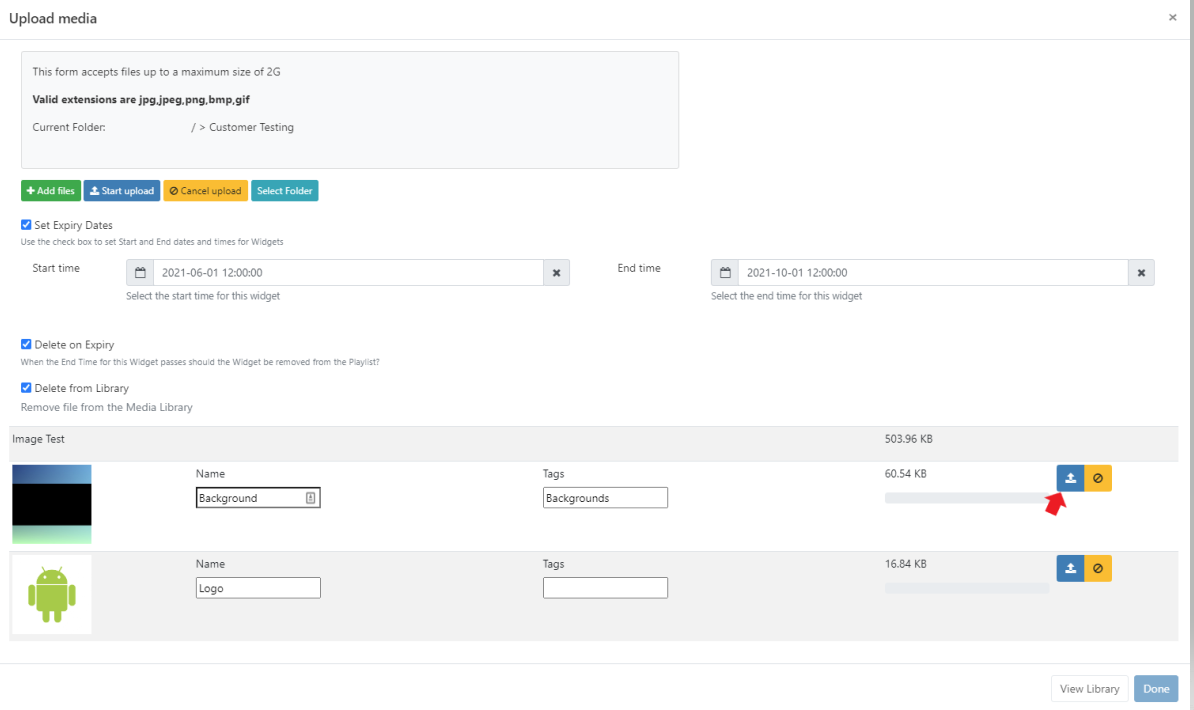 Upload media
×
This form accepts files up to a maximum size of 2G
Valid extensions are jpg,jpeg,png,bmp,gif
Current Folder: / > Customer Testing
Add files Start upload Cancel upload Select Folder
Set Expiry Dates
Use the check box to set Start and End dates and times for Widgets
Start time 2021-06-01 12:00:00 End time 2021-10-01 12:00:00
Select the start time for this widget Select the end time for this widget
Delete on Expiry
When the End Time for this Widget passes should the Widget be removed from the Playlist?
Delete from Library
Remove file from the Media Library
Image Test 503.96 KB
Name Tags 60.54 KB
Background Backgrounds
Name Tags 16.84 KB
Logo
View Library Done